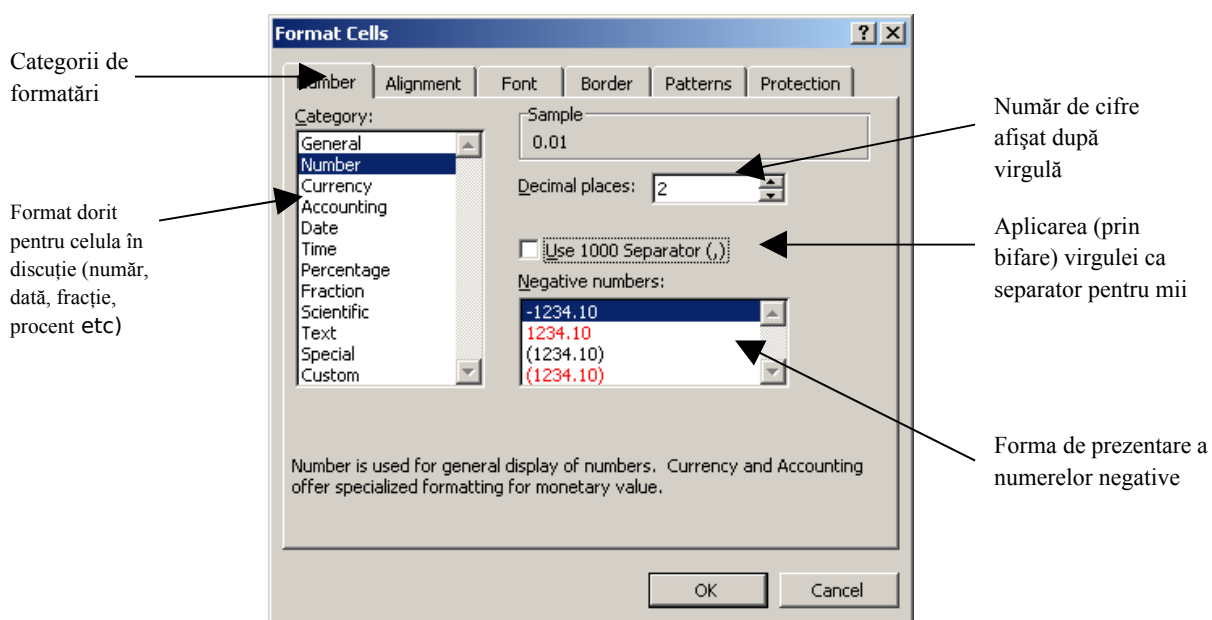 Format Cells
Categorii de
formatări
Number Alignment Font Border Patterns Protection
Category:
General
Number
Currency
Accounting
Date
Time
Percentage
Fraction
Scientific
Text
Special
Custom
Sample
0.01
Decimal places: 2
Use 1000 Separator (,)
Negative numbers:
-1234.10
1234.10
(1234.10)
(1234.10)
Format dorit
pentru celula în
discuție (număr,
dată, fracție,
procent etc)
Număr de cifre
afişat după
virgulă
Aplicarea (prin
bifare) virgulei ca
separator pentru mii
Forma de prezentare a
numerelor negative
Number is used for general display of numbers. Currency and Accounting
offer specialized formatting for monetary value.
OK Cancel